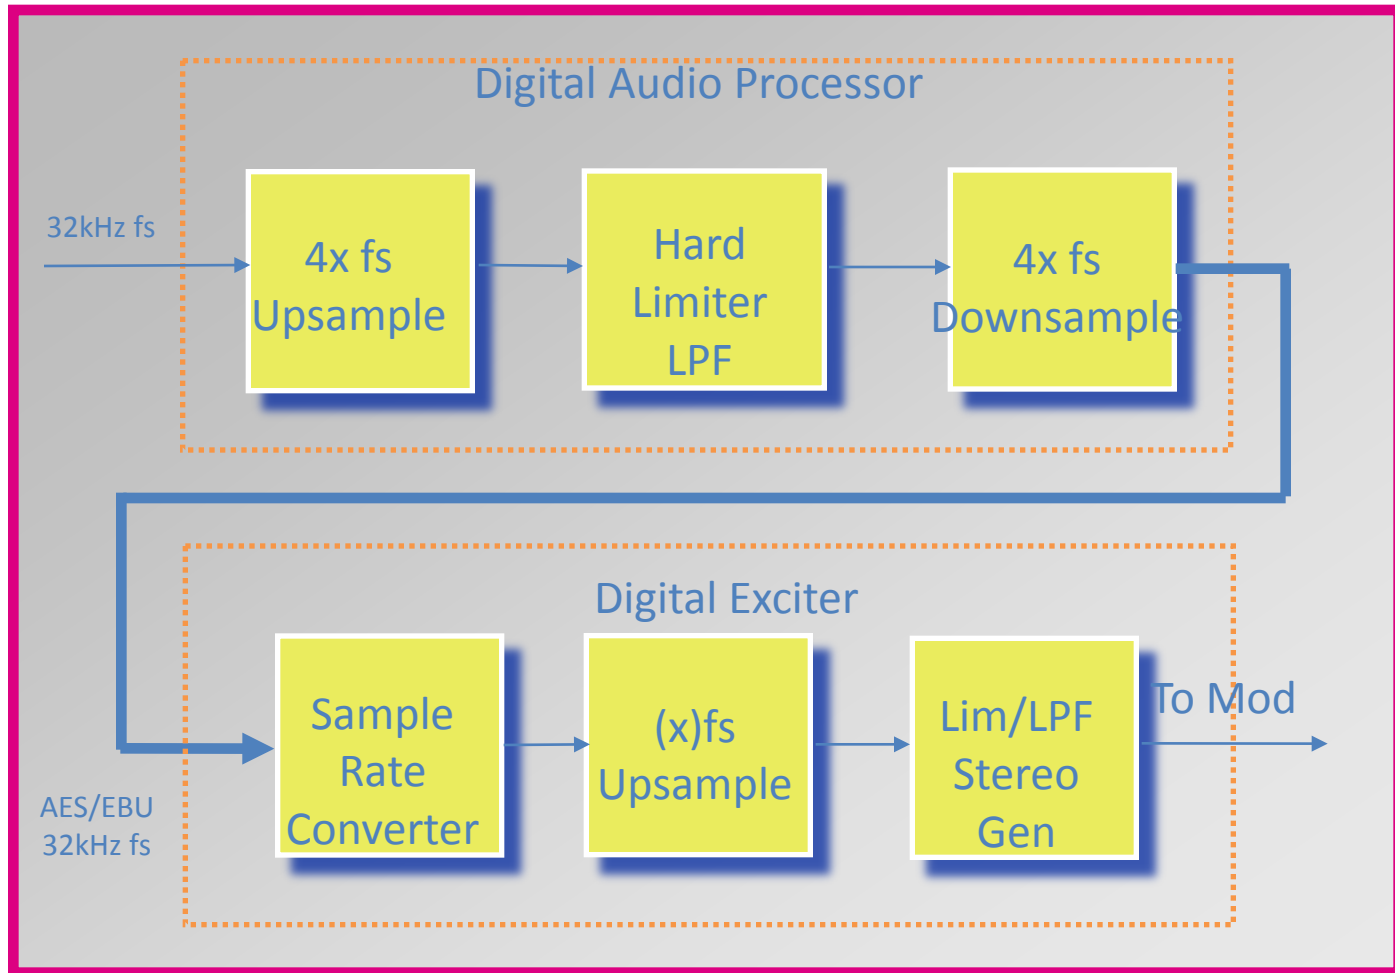 Digital Audio Processor
32kHz fs
4x fs
Upsample
Hard
Limiter
LPF
4x fs
Downsample
Digital Exciter
AES/EBU
32kHz fs
Sample
Rate
Converter
(x)fs
Upsample
Lim/LPF
Stereo
Gen
To Mod